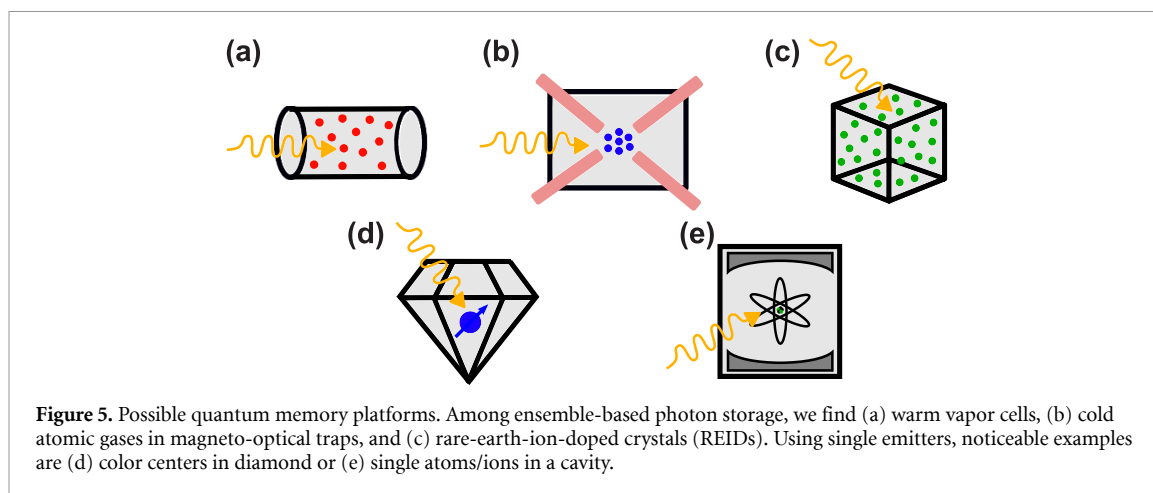 (a)
(b)
(c)
(d)
(e)
Figure 5. Possible quantum memory platforms. Among ensemble-based photon storage, we find (a) warm vapor cells, (b) cold
atomic gases in magneto-optical traps, and (c) rare-earth-ion-doped crystals (REIDs). Using single emitters, noticeable examples
are (d) color centers in diamond or (e) single atoms/ions in a cavity.